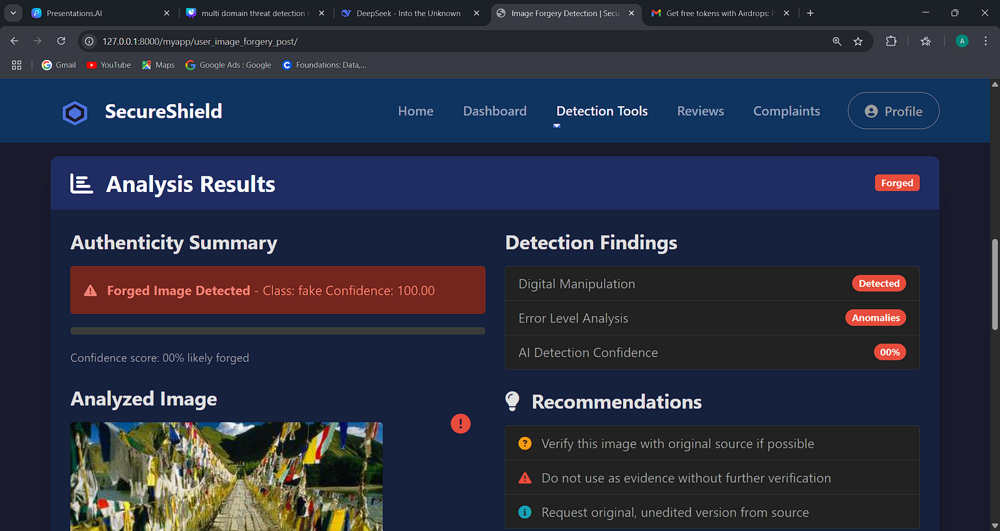 Presentations.AI
multi domain threat detection s
DeepSeek - Into the Unknown
Image Forgery Detection | Secu
Get free tokens with Airdrops: P
127.0.0.1:8000/myapp/user_image_forgery_post/
A
Gmail
YouTube
Maps
Google Ads : Google
Foundations: Data,...
SecureShield
Home
Dashboard
Detection Tools
Reviews
Complaints
Profile
Analysis Results
Forged
Authenticity Summary
Forged Image Detected - Class: fake Confidence: 100.00
Confidence score: 00% likely forged
Analyzed Image
Detection Findings
Digital Manipulation
Detected
Error Level Analysis
Anomalies
AI Detection Confidence
00%
Recommendations
Verify this image with original source if possible
Do not use as evidence without further verification
Request original, unedited version from source